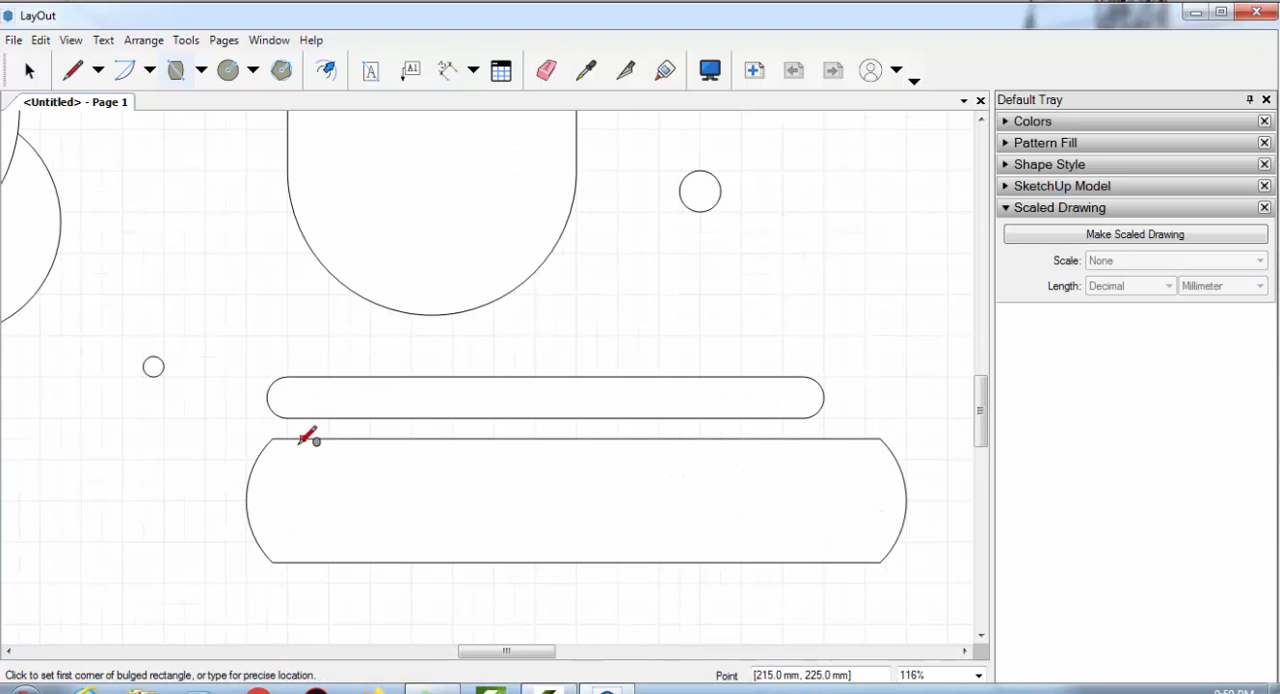 LayOut
File Edit View Text Arrange Tools Pages Window Help
A AI
<Untitled> - Page 1
Default Tray
Colors
Pattern Fill
Shape Style
SketchUp Model
Scaled Drawing
Make Scaled Drawing
Scale: None
Length: Decimal Millimeter
Click to set first corner of bulged rectangle, or type for precise location. Point [215.0 mm, 225.0 mm] 116%